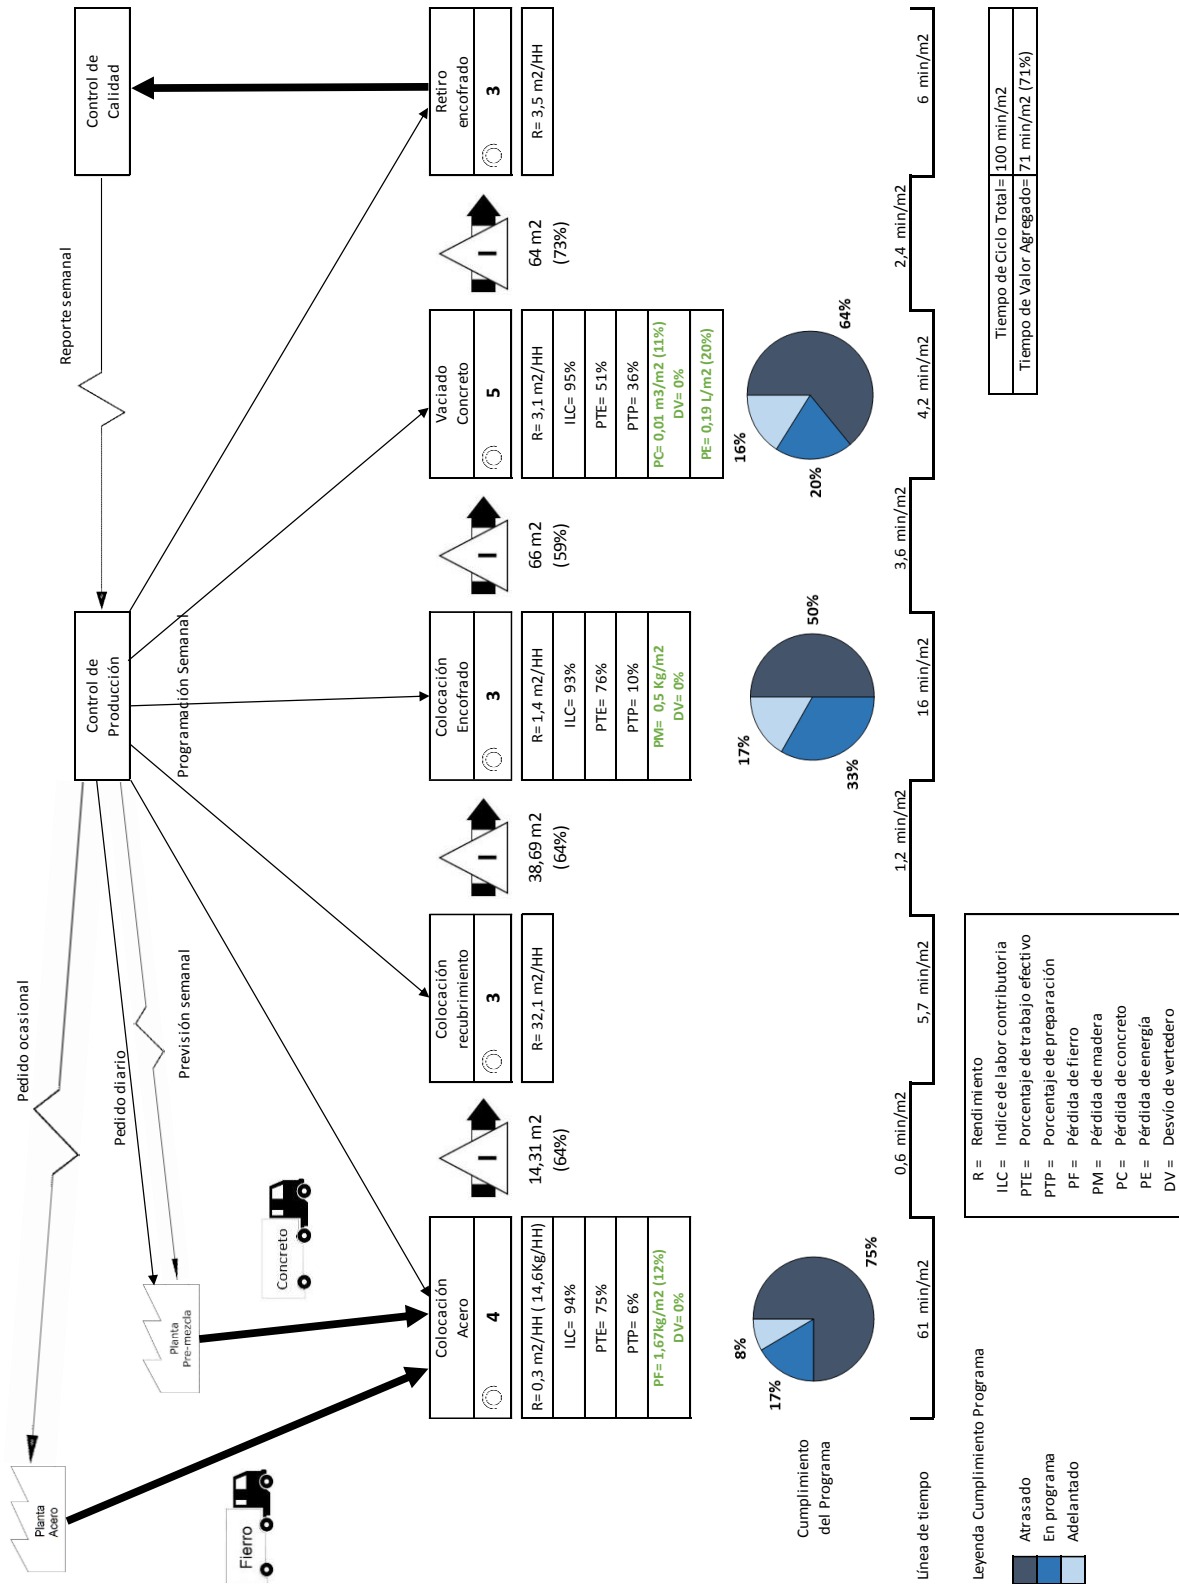 Planta
Acero
Pedido ocasional
Planta
Pre-mezcla
Pedido diario
Previsión semanal
Control de
Producción
Reporte semanal
Control de
Calidad
Programación Semanal
Fierro
Concreto
Colocación
Acero
4
R= 0,3 m2/HH ( 14,6Kg/HH)
ILC= 94%
PTE= 75%
PTP= 6%
PF= 1,67kg/m2 (12%)
DV= 0%
I
14,31 m2
(64%)
Colocación
recubrimiento
3
R= 32,1 m2/HH
I
38,69 m2
(64%)
Colocación
Encofrado
3
R= 1,4 m2/HH
ILC= 93%
PTE= 76%
PTP= 10%
PM= 0,5 Kg/m2
DV= 0%
I
66 m2
(59%)
Vaciado
Concreto
5
R= 3,1 m2/HH
ILC= 95%
PTE= 51%
PTP= 36%
PC= 0,01 m3/m2 (11%)
DV= 0%
PE= 0,19 L/m2 (20%)
I
64 m2
(73%)
Retiro
encofrado
3
R= 3,5 m2/HH
Cumplimiento
del Programa
17%
8%
75%
33%
17%
50%
20%
16%
64%
Línea de tiempo
61 min/m2
0,6 min/m2
5,7 min/m2
1,2 min/m2
16 min/m2
3,6 min/m2
4,2 min/m2
2,4 min/m2
6 min/m2
Leyenda Cumplimiento Programa
Atrasado
En programa
Adelantado
R = Rendimiento
ILC = Indice de labor contributoria
PTE = Porcentaje de trabajo efectivo
PTP = Porcentaje de preparación
PF = Pérdida de fierro
PM = Pérdida de madera
PC = Pérdida de concreto
PE = Pérdida de energía
DV = Desvío de vertedero
Tiempo de Ciclo Total= 100 min/m2
Tiempo de Valor Agregado= 71 min/m2 (71%)